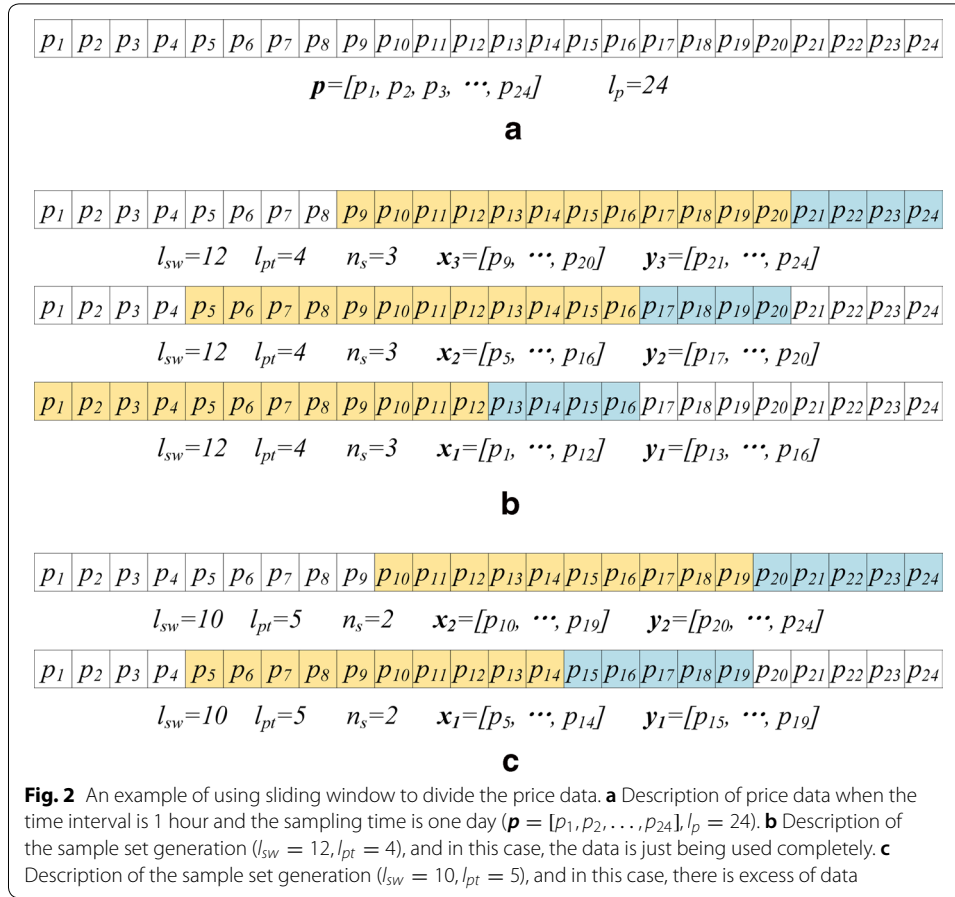 p1 p2 p3 p4 p5 p6 p7 p8 p9 p10 p11 p12 p13 p14 p15 p16 p17 p18 p19 p20 p21 p22 p23 p24
p=[p1, p2, p3, ···, p24] lp=24
a
p1 p2 p3 p4 p5 p6 p7 p8 p9 p10 p11 p12 p13 p14 p15 p16 p17 p18 p19 p20 p21 p22 p23 p24
lsw=12 lpt=4 ns=3 x3=[p9, ···, p20] y3=[p21, ···, p24]
p1 p2 p3 p4 p5 p6 p7 p8 p9 p10 p11 p12 p13 p14 p15 p16 p17 p18 p19 p20 p21 p22 p23 p24
lsw=12 lpt=4 ns=3 x2=[p5, ···, p16] y2=[p17, ···, p20]
p1 p2 p3 p4 p5 p6 p7 p8 p9 p10 p11 p12 p13 p14 p15 p16 p17 p18 p19 p20 p21 p22 p23 p24
lsw=12 lpt=4 ns=3 x1=[p1, ···, p12] y1=[p13, ···, p16]
b
p1 p2 p3 p4 p5 p6 p7 p8 p9 p10 p11 p12 p13 p14 p15 p16 p17 p18 p19 p20 p21 p22 p23 p24
lsw=10 lpt=5 ns=2 x2=[p10, ···, p19] y2=[p20, ···, p24]
p1 p2 p3 p4 p5 p6 p7 p8 p9 p10 p11 p12 p13 p14 p15 p16 p17 p18 p19 p20 p21 p22 p23 p24
lsw=10 lpt=5 ns=2 x1=[p5, ···, p14] y1=[p15, ···, p19]
c
Fig. 2 An example of using sliding window to divide the price data. a Description of price data when the
time interval is 1 hour and the sampling time is one day (p = [p1, p2, . . . , p24], lp = 24). b Description of
the sample set generation (lsw = 12, lpt = 4), and in this case, the data is just being used completely. c
Description of the sample set generation (lsw = 10, lpt = 5), and in this case, there is excess of data